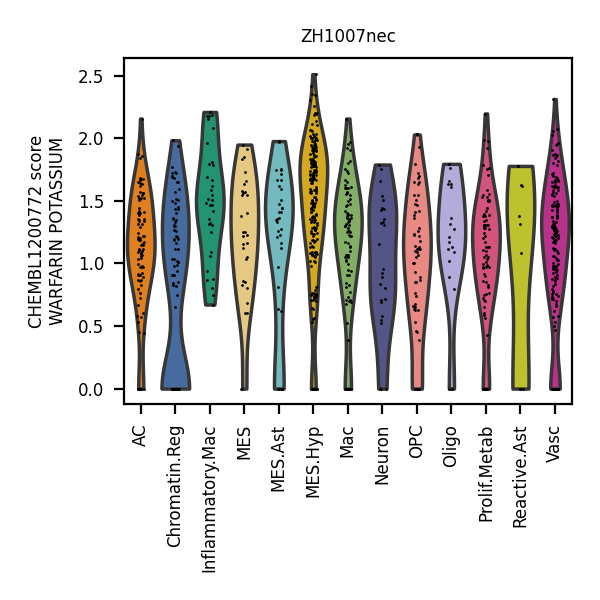 ZH1007nec
CHEMBL1200772 score
WARFARIN POTASSIUM
2.5
2.0
1.5
1.0
0.5
0.0
AC
Chromatin.Reg
Inflammatory.Mac
MES
MES.Ast
MES.Hyp
Mac
Neuron
OPC
Oligo
Prolif.Metab
Reactive.Ast
Vasc